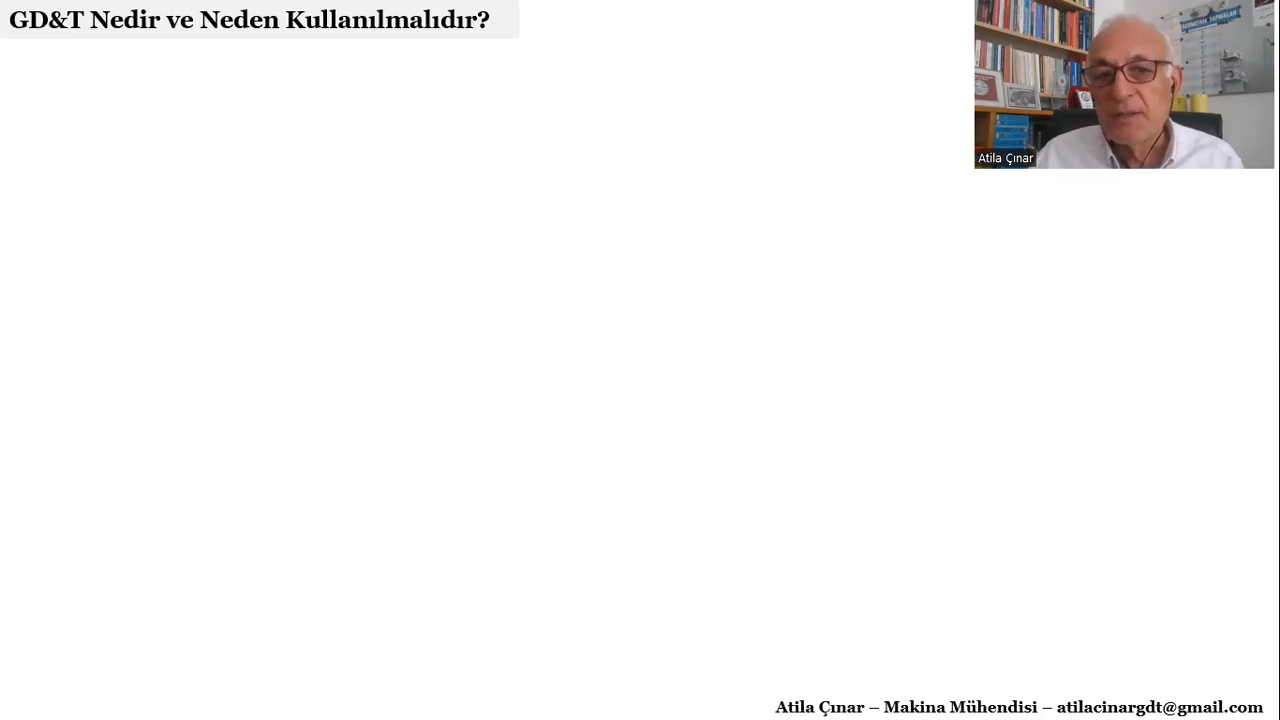 GD&T Nedir ve Neden Kullanılmalıdır?
Atila Çınar
Atila Çınar – Makina Mühendisi – atilacinargdt@gmail.com